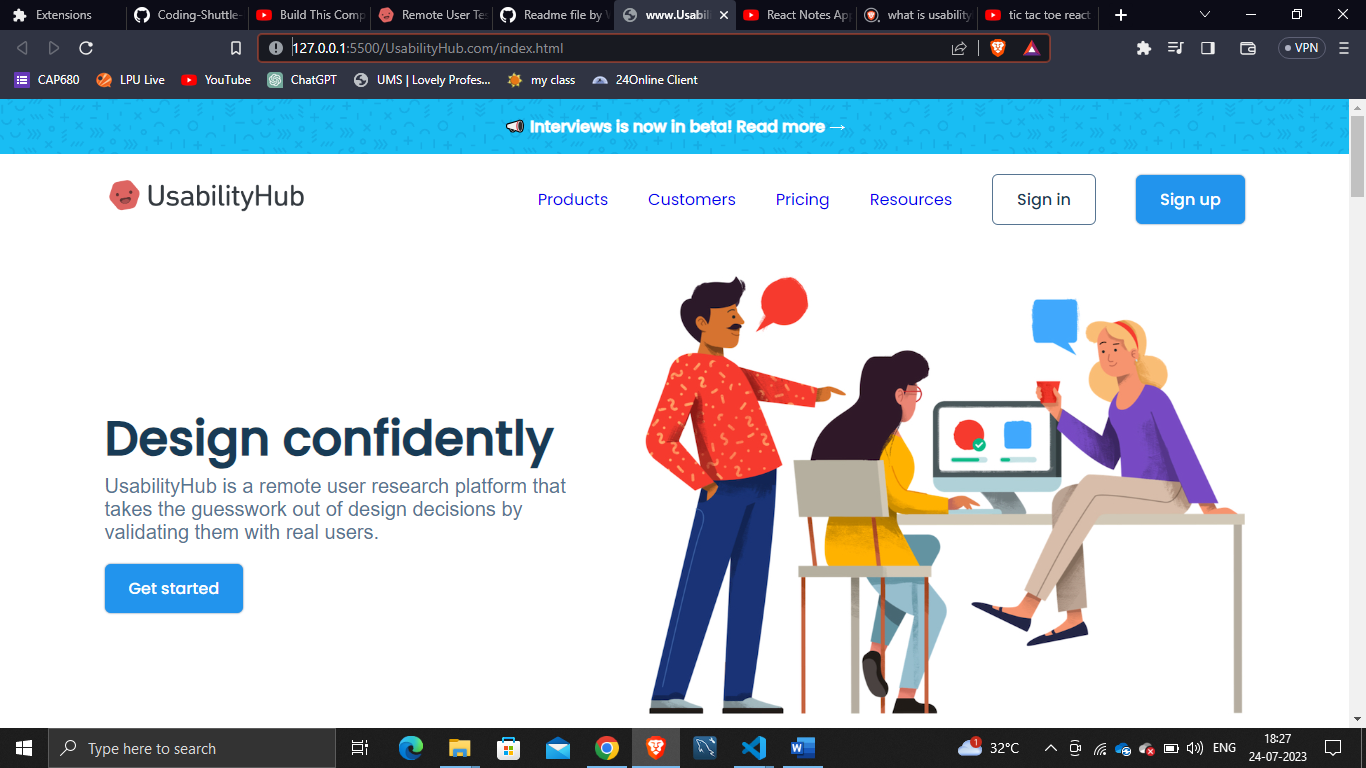 Extensions
Coding-Shuttle-
Build This Comp
Remote User Tes
Readme file by V
www.Usabili
React Notes App
what is usability
tic tac toe react
127.0.0.1:5500/UsabilityHub.com/index.html
VPN
CAP680
LPU Live
YouTube
ChatGPT
UMS | Lovely Profes...
my class
24Online Client
Interviews is now in beta! Read more →
UsabilityHub
Products
Customers
Pricing
Resources
Sign in
Sign up
Design confidently
UsabilityHub is a remote user research platform that
takes the guesswork out of design decisions by
validating them with real users.
Get started
Type here to search
W
1
32°C
ENG
18:27
24-07-2023